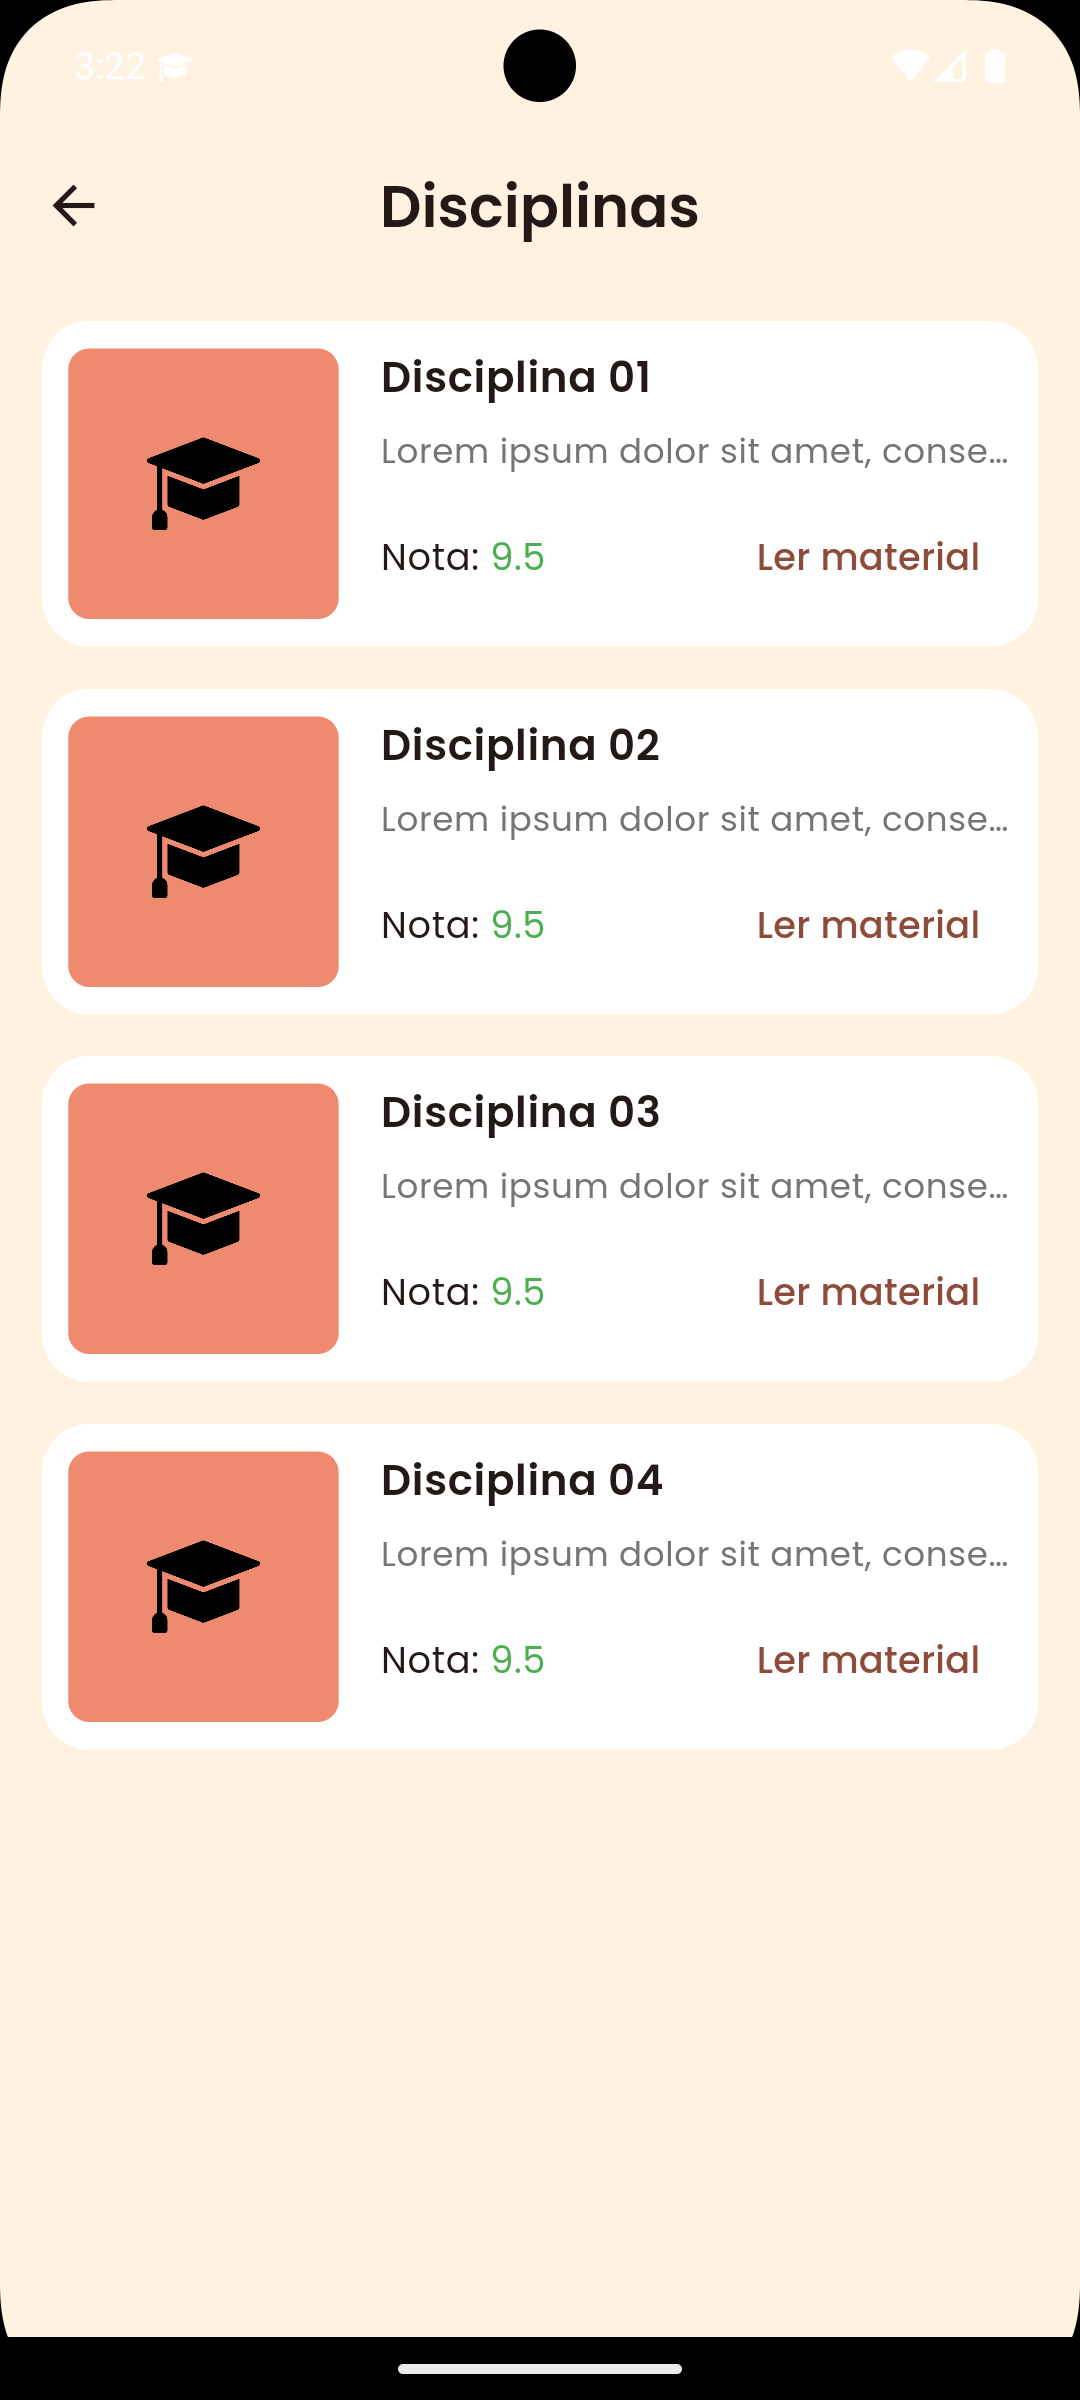 3:22
Disciplinas
Disciplina 01
Lorem ipsum dolor sit amet, conse...
Nota: 9.5 Ler material
Disciplina 02
Lorem ipsum dolor sit amet, conse...
Nota: 9.5 Ler material
Disciplina 03
Lorem ipsum dolor sit amet, conse...
Nota: 9.5 Ler material
Disciplina 04
Lorem ipsum dolor sit amet, conse...
Nota: 9.5 Ler material